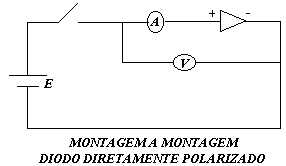 A
+ -
V
E
MONTAGEM A MONTAGEM
DIODO DIRETAMENTE POLARIZADO